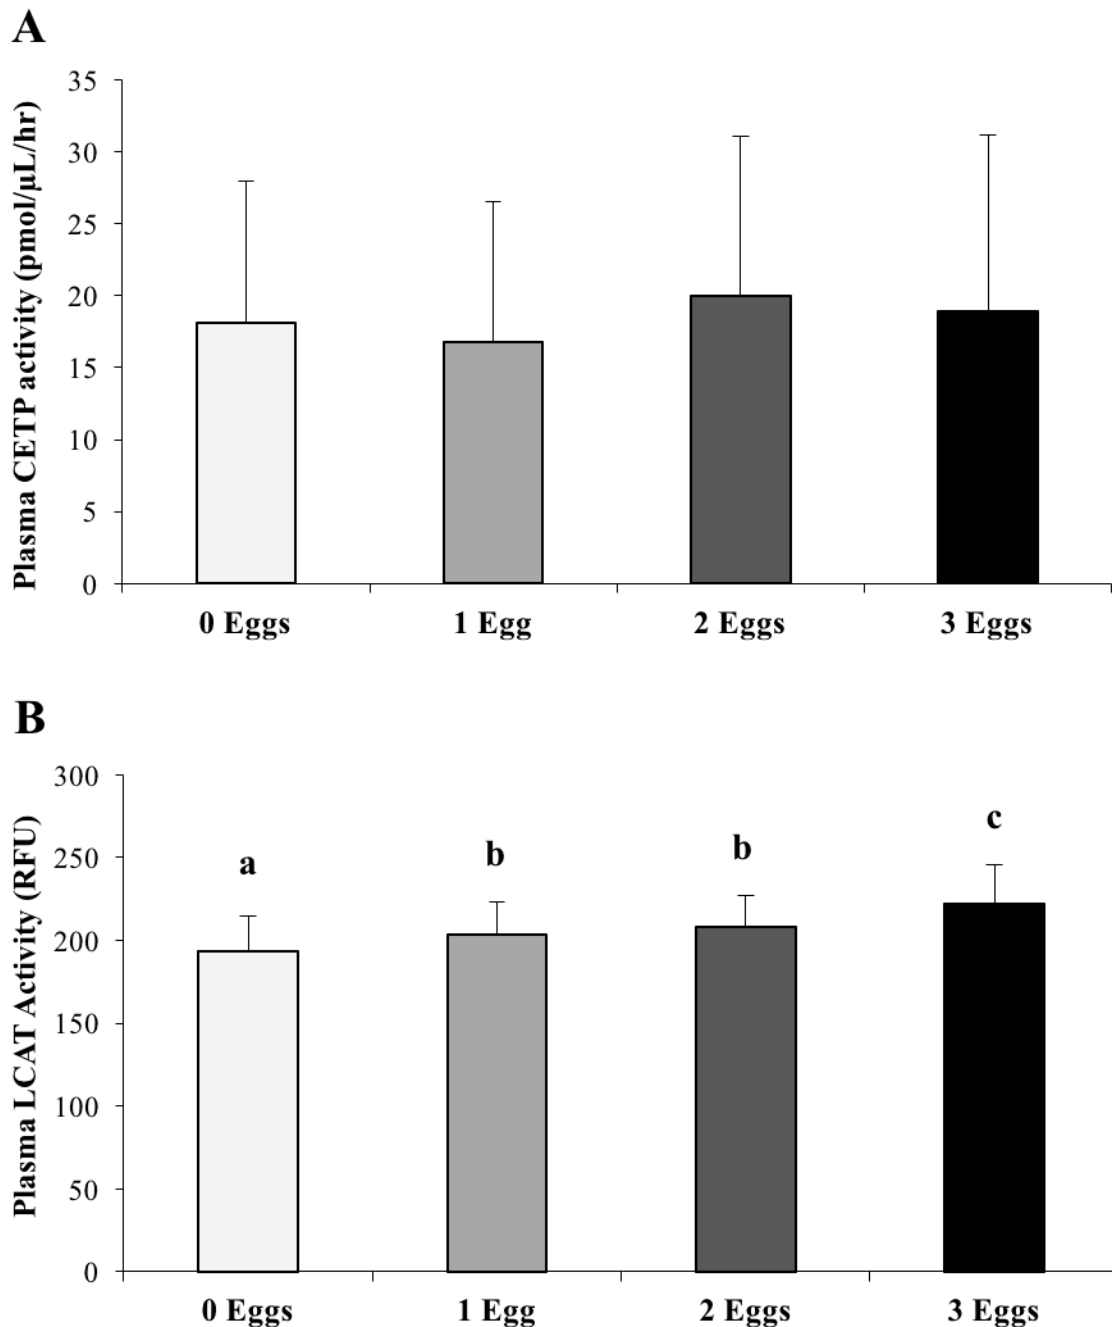 A
Plasma CETP activity (pmol/µL/hr)
35
30
25
20
15
10
5
0
0 Eggs 1 Egg 2 Eggs 3 Eggs
B
Plasma LCAT Activity (RFU)
300
250
200
150
100
50
0
a b b c
0 Eggs 1 Egg 2 Eggs 3 Eggs